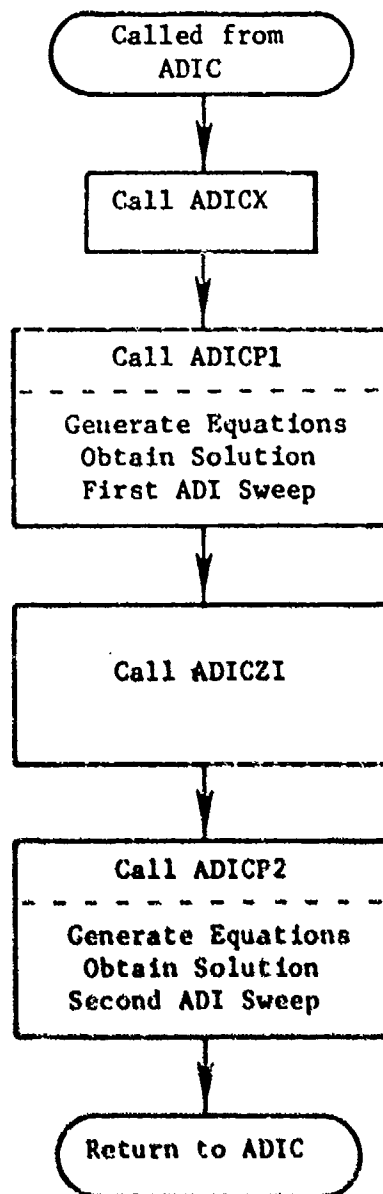 Called from
ADIC
Call ADICX
Call ADICP1
Generate Equations
Obtain Solution
First ADI Sweep
Call ADICZI
Call ADICP2
Generate Equations
Obtain Solution
Second ADI Sweep
Return to ADIC